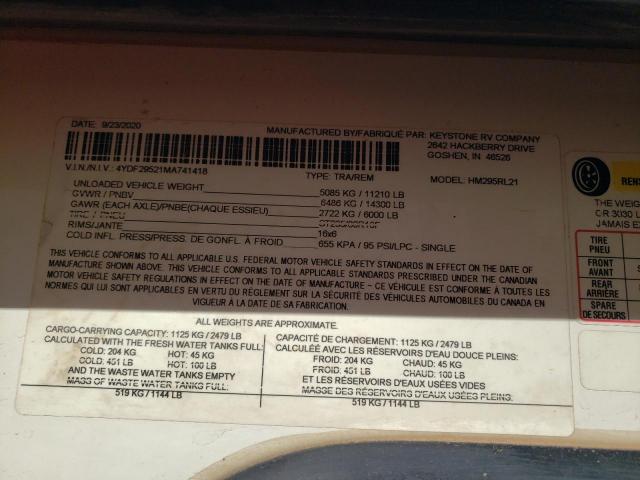 DATE: 9/23/2020
MANUFACTURED BY/FABRIQUÉ PAR: KEYSTONE RV COMPANY
2642 HACKBERRY DRIVE
GOSHEN, IN 46526
V.I.N./N.I.V.: 4YDF29521MA741418
TYPE: TRA/REM
MODEL: HM295RL21
UNLOADED VEHICLE WEIGHT 5085 KG / 11210 LB
GVWR / PNBV 6486 KG / 14300 LB
GAWR (EACH AXLE)/PNBE(CHAQUE ESSIEU) 2722 KG / 6000 LB
TIRE / PNEU
RIMS/JANTE 16x6
COLD INFL. PRESS/PRESS. DE GONFL. À FROID 655 KPA / 95 PSI/LPC - SINGLE
THIS VEHICLE CONFORMS TO ALL APPLICABLE U.S. FEDERAL MOTOR VEHICLE SAFETY STANDARDS IN EFFECT ON THE DATE OF
MANUFACTURE SHOWN ABOVE. THIS VEHICLE CONFORMS TO ALL APPLICABLE STANDARDS PRESCRIBED UNDER THE CANADIAN
MOTOR VEHICLE SAFETY REGULATIONS IN EFFECT ON THE DATE OF MANUFACTURE - CE VÉHICULE EST CONFORME À TOUTES LES
NORMES QUI LUI SONT APPLICABLES EN VERTU DU RÈGLEMENT SUR LA SÉCURITÉ DES VÉHICULES AUTOMOBILES DU CANADA EN
VIGUEUR À LA DATE DE SA FABRICATION.
ALL WEIGHTS ARE APPROXIMATE.
CARGO-CARRYING CAPACITY: 1125 KG / 2479 LB
CALCULATED WITH THE FRESH WATER TANKS FULL:
COLD: 204 KG HOT: 45 KG
COLD: 451 LB HOT: 100 LB
AND THE WASTE WATER TANKS EMPTY
MASS OF WASTE WATER TANKS FULL:
519 KG / 1144 LB
CAPACITÉ DE CHARGEMENT: 1125 KG / 2479 LB
CALCULÉE AVEC LES RÉSERVOIRS D'EAU DOUCE PLEINS:
FROID: 204 KG CHAUD: 45 KG
FROID: 451 LB CHAUD: 100 LB
ET LES RÉSERVOIRS D'EAUX USÉES VIDES
MASSE DES RÉSERVOIRS D'EAUX USÉES PLEINS:
519 KG / 1144 LB
THE WEIG
OR 3030 L
JAMAIS E
TIRE
PNEU
FRONT
AVANT
REAR
ARRIÈRE
SPARE
DE SECOURS